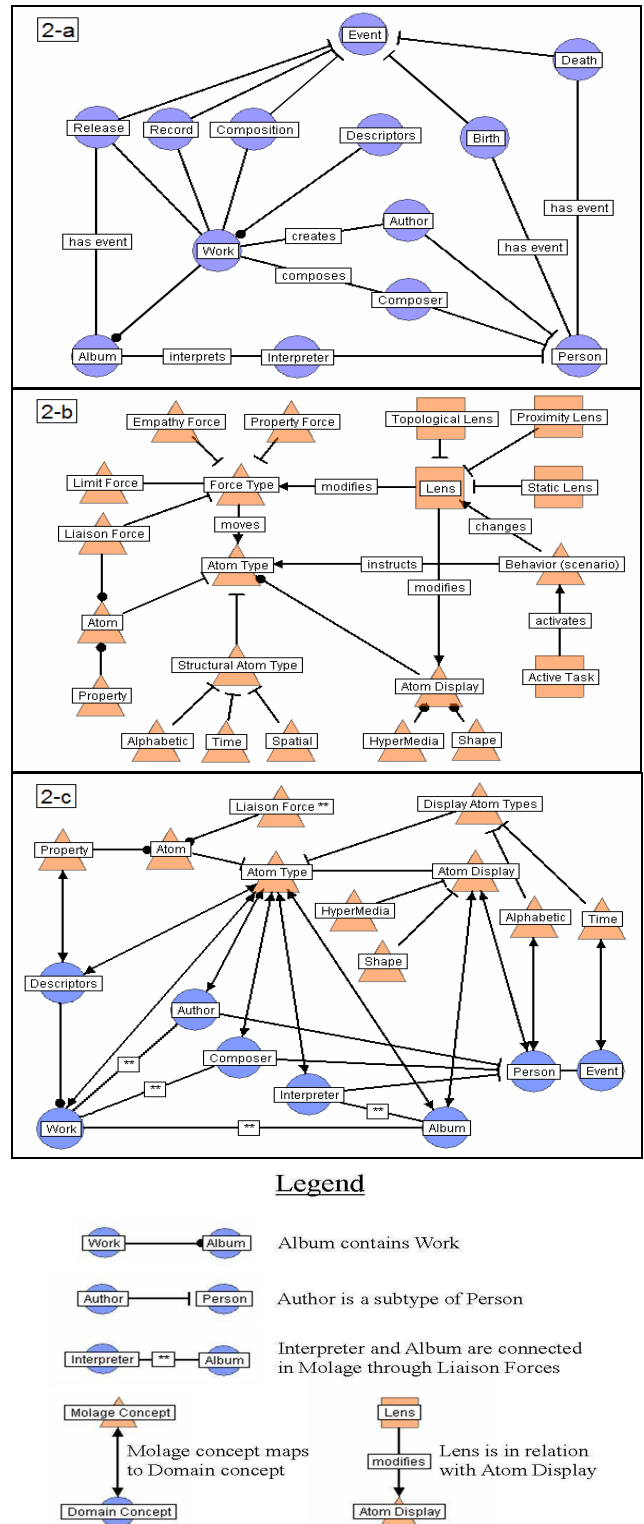 2-a
Event
Death
Release
Record
Composition
Descriptors
Birth
has event
Author
has event
creates
has event
Work
composes
Composer
Album
interprets
Interpreter
Person
2-b
Empathy Force
Property Force
Topological Lens
Proximity Lens
Limit Force
Force Type
modifies
Lens
Static Lens
Liaison Force
moves
changes
Atom Type
instructs
Behavior (scenario)
modifies
Atom
activates
Structural Atom Type
Property
Atom Display
Active Task
Alphabetic
Time
Spatial
HyperMedia
Shape
2-c
Liaison Force **
Display Atom Types
Property
Atom
Atom Type
Atom Display
HyperMedia
Alphabetic
Time
Shape
Descriptors
Author
**
Composer
**
Interpreter
Person
Event
**
Work
**
Album
Legend
Work
Album
Album contains Work
Author
Person
Author is a subtype of Person
Interpreter
**
Album
Interpreter and Album are connected
in Molage through Liaison Forces
Molage Concept
Molage concept maps
to Domain concept
Domain Concept
Lens
modifies
Lens is in relation
with Atom Display
Atom Display